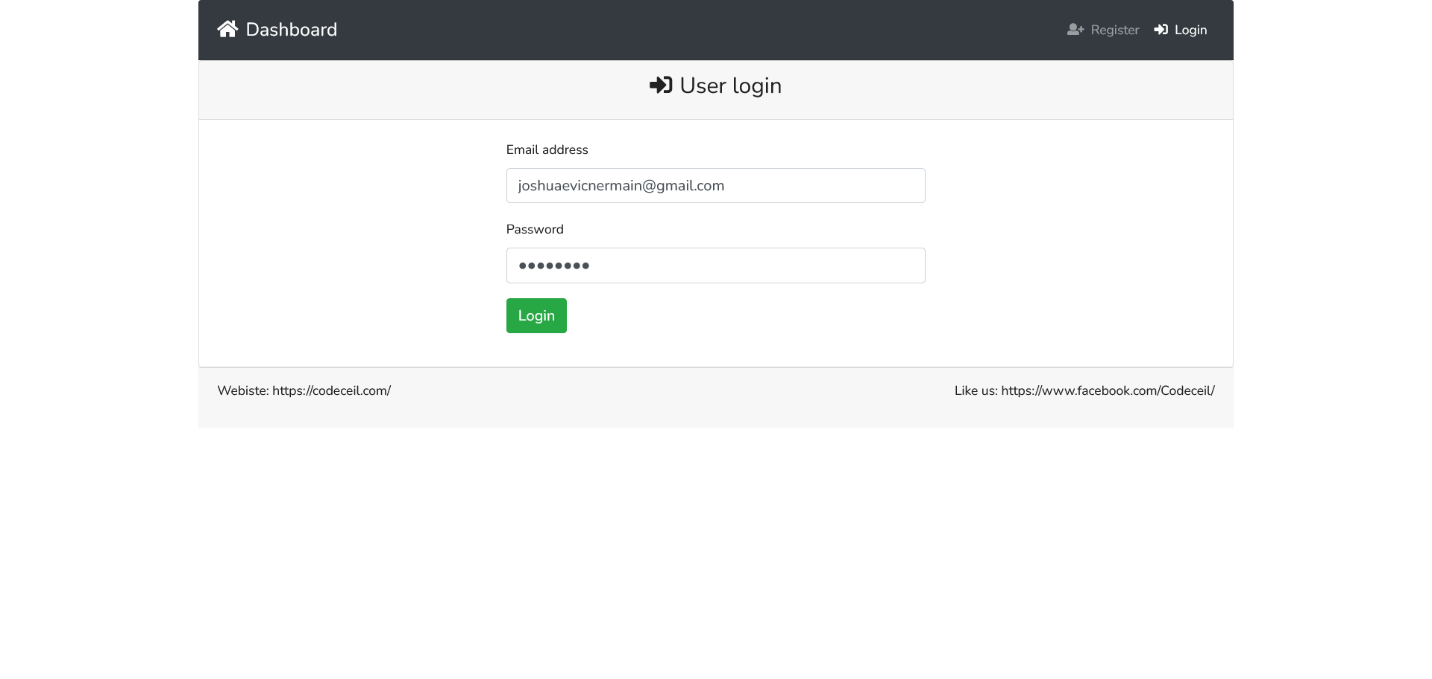 Dashboard Register Login
User login
Email address
joshuaevicnermain@gmail.com
Password
••••••••
Login
Webiste: https://codeceil.com/ Like us: https://www.facebook.com/Codeceil/